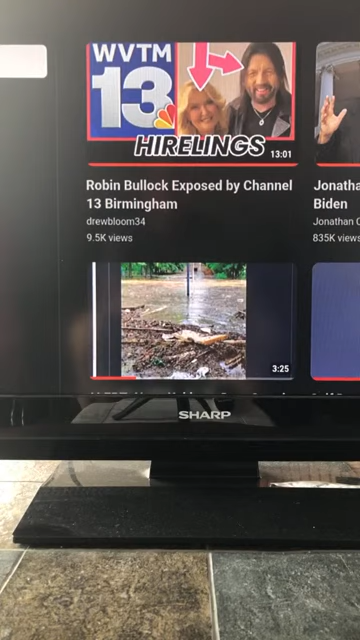 WVTM
13
HIRELINGS
13:01
Robin Bullock Exposed by Channel
13 Birmingham
drewbloom34
9.5K views
Jonatha
Biden
Jonathan C
835K views
3:25
SHARP